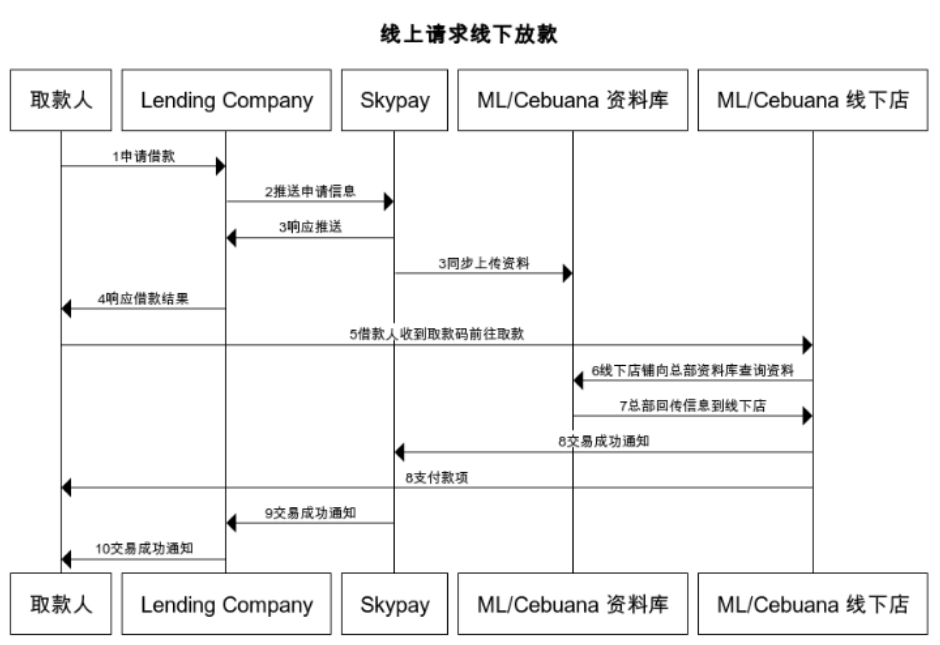 线上请求线下放款
取款人
Lending Company
Skypay
ML/Cebuana 资料库
ML/Cebuana 线下店
1申请借款
2推送申请信息
3响应推送
3同步上传资料
4响应借款结果
5借款人收到取款码前往取款
6线下店铺向总部资料库查询资料
7总部回传信息到线下店
8交易成功通知
8支付款项
9交易成功通知
10交易成功通知
取款人
Lending Company
Skypay
ML/Cebuana 资料库
ML/Cebuana 线下店